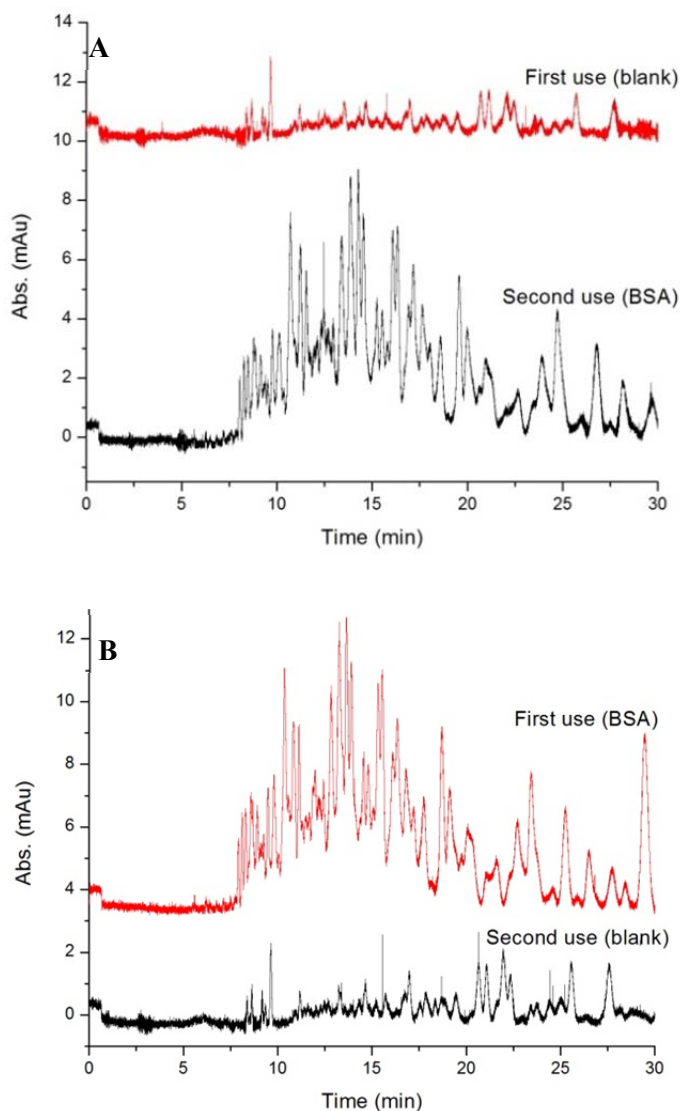 A
14
12
10
8
6
4
2
0
Abs. (mAu)
First use (blank)
Second use (BSA)
0 5 10 15 20 25 30
Time (min)
B
12
10
8
6
4
2
0
Abs. (mAu)
First use (BSA)
Second use (blank)
0 5 10 15 20 25 30
Time (min)